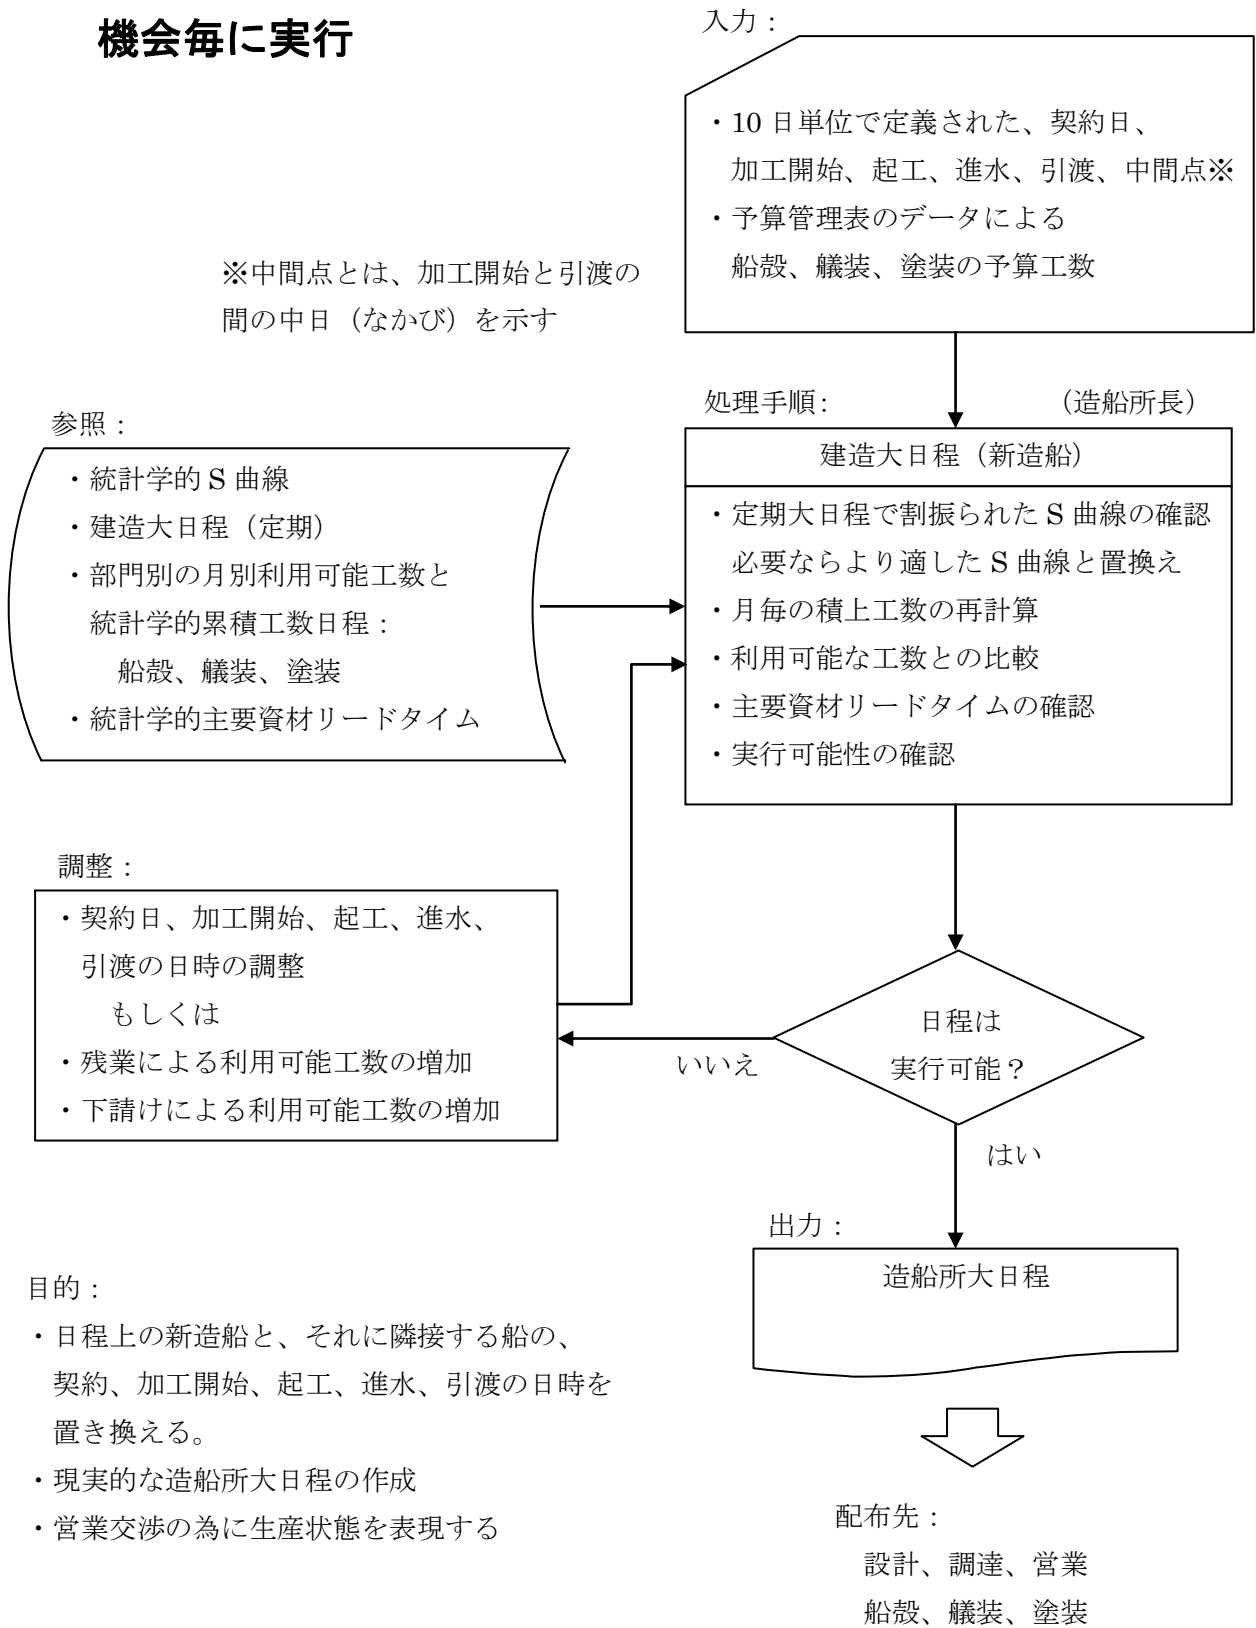 機会毎に実行
入力：
・10 日単位で定義された、契約日、
加工開始、起工、進水、引渡、中間点※
・予算管理表のデータによる
船殻、艤装、塗装の予算工数
※中間点とは、加工開始と引渡の
間の中日（なかび）を示す
処理手順：
（造船所長）
建造大日程（新造船）
・定期大日程で割振られた S 曲線の確認
必要ならより適した S 曲線と置換え
・月毎の積上工数の再計算
・利用可能な工数との比較
・主要資材リードタイムの確認
・実行可能性の確認
参照：
・統計学的 S 曲線
・建造大日程（定期）
・部門別の月別利用可能工数と
統計学的累積工数日程：
船殻、艤装、塗装
・統計学的主要資材リードタイム
調整：
・契約日、加工開始、起工、進水、
引渡の日時の調整
もしくは
・残業による利用可能工数の増加
・下請けによる利用可能工数の増加
日程は
実行可能？
いいえ
はい
出力：
造船所大日程
目的：
・日程上の新造船と、それに隣接する船の、
契約、加工開始、起工、進水、引渡の日時を
置き換える。
・現実的な造船所大日程の作成
・営業交渉の為に生産状態を表現する
配布先：
設計、調達、営業
船殻、艤装、塗装